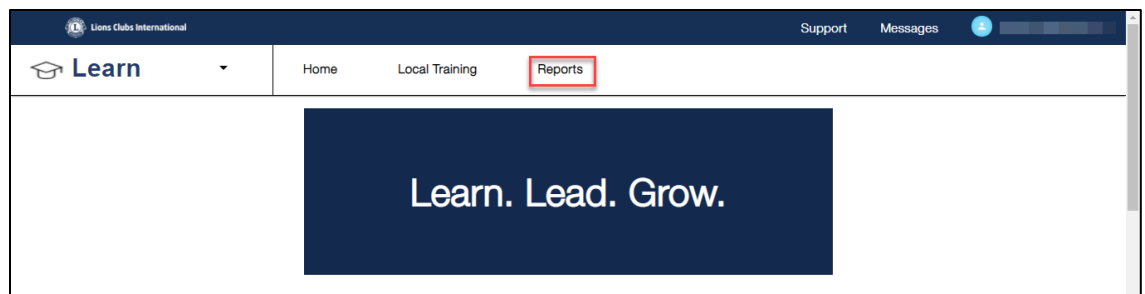 Lions Clubs International
Support Messages
Learn
Home Local Training Reports
Learn. Lead. Grow.